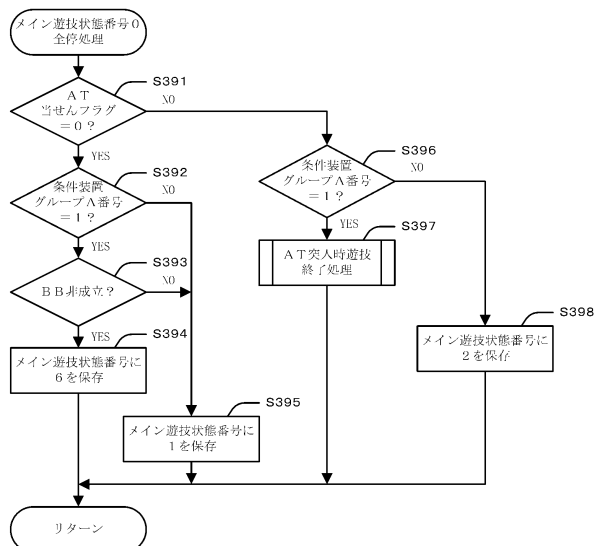 メイン遊技状態番号0
全停処理
S391
AT
当せんフラグ
=0?
NO
YES
S392
条件装置
グループA番号
=1?
NO
YES
S393
BB非成立?
NO
YES
S394
メイン遊技状態番号に
6を保存
S395
メイン遊技状態番号に
1を保存
S396
条件装置
グループA番号
=1?
NO
YES
S397
AT突入時遊技
終了処理
S398
メイン遊技状態番号に
2を保存
リターン